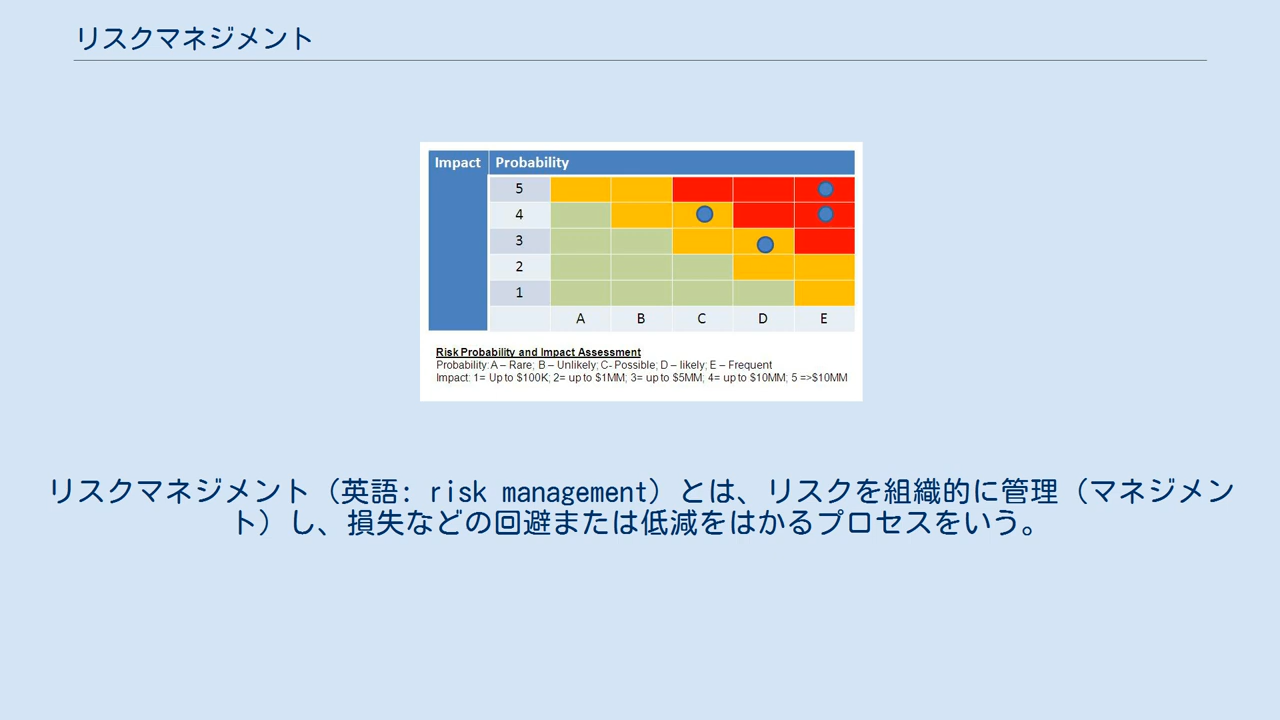 リスクマネジメント
Impact Probability
5
4
3
2
1
A B C D E
Risk Probability and Impact Assessment
Probability: A – Rare; B – Unlikely; C- Possible; D – likely; E – Frequent
Impact: 1= Up to $100K; 2= up to $1MM; 3= up to $5MM; 4= up to $10MM; 5 =>$10MM
リスクマネジメント（英語: risk management）とは、リスクを組織的に管理（マネジメン
ト）し、損失などの回避または低減をはかるプロセスをいう。